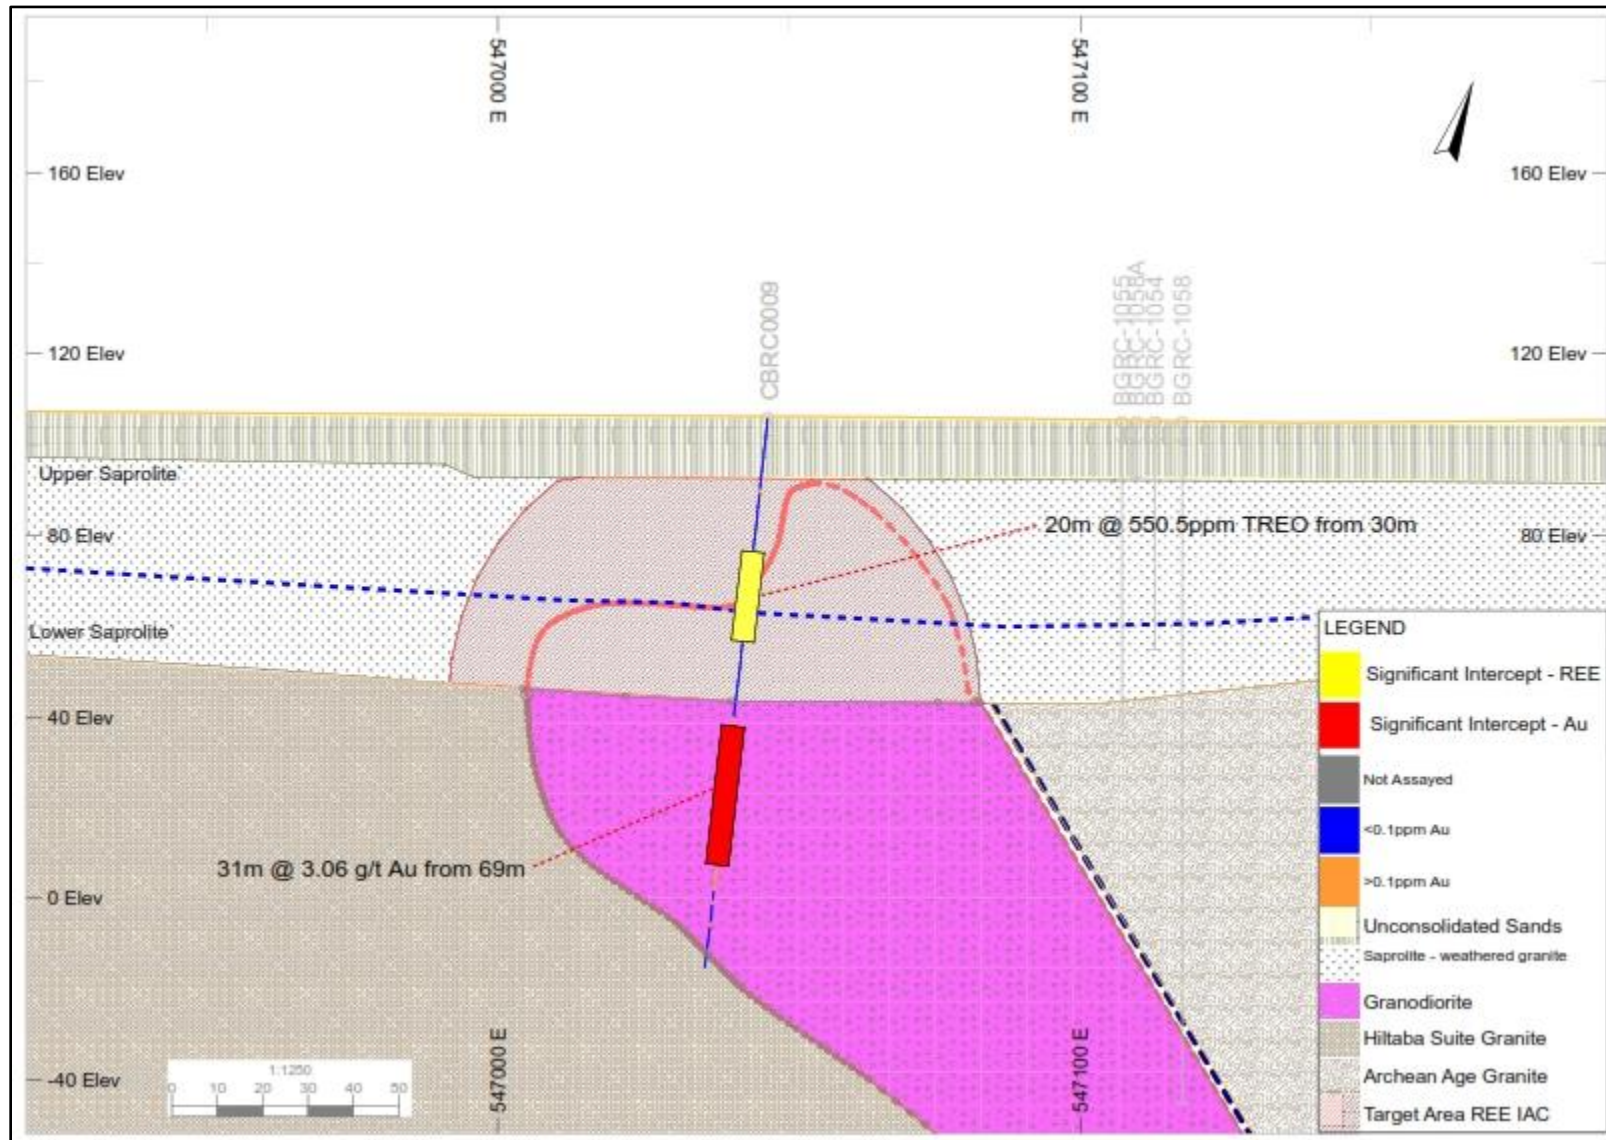 547000 E
547100 E
160 Elev
160 Elev
120 Elev
120 Elev
CBRC0009
BGRC-1055
BGRC-1058A
BGRC-1054
BGRC-1058
Upper Saprolite`
20m @ 550.5ppm TREO from 30m
80 Elev
80 Elev
Lower Saprolite`
40 Elev
31m @ 3.06 g/t Au from 69m
0 Elev
-40 Elev
547000 E
547100 E
1:1250
0 10 20 30 40 50
LEGEND
Significant Intercept - REE
Significant Intercept - Au
Not Assayed
<0.1ppm Au
>0.1ppm Au
Unconsolidated Sands
Saprolite - weathered granite
Granodiorite
Hiltaba Suite Granite
Archean Age Granite
Target Area REE IAC